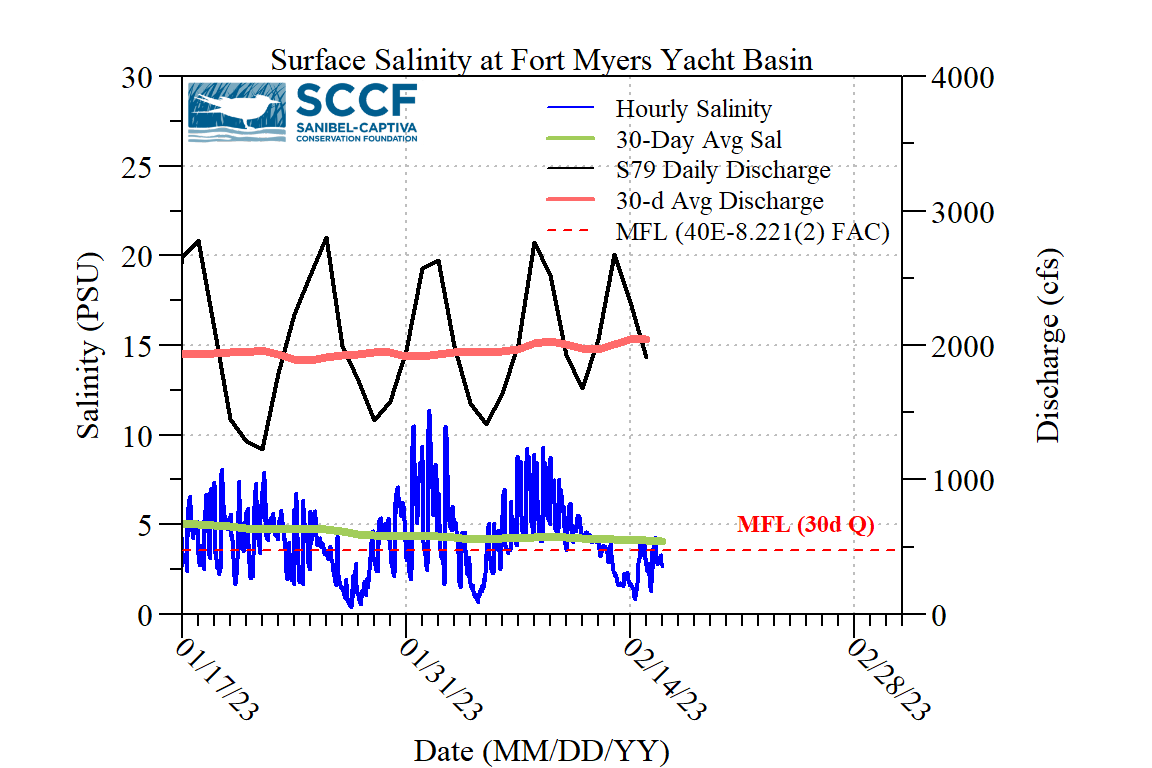 Surface Salinity at Fort Myers Yacht Basin
SCCF
SANIBEL-CAPTIVA
CONSERVATION FOUNDATION
Hourly Salinity
30-Day Avg Sal
S79 Daily Discharge
30-d Avg Discharge
MFL (40E-8.221(2) FAC)
30
25
20
15
10
5
0
Salinity (PSU)
4000
3000
2000
1000
0
Discharge (cfs)
MFL (30d Q)
01/17/23
01/31/23
02/14/23
02/28/23
Date (MM/DD/YY)